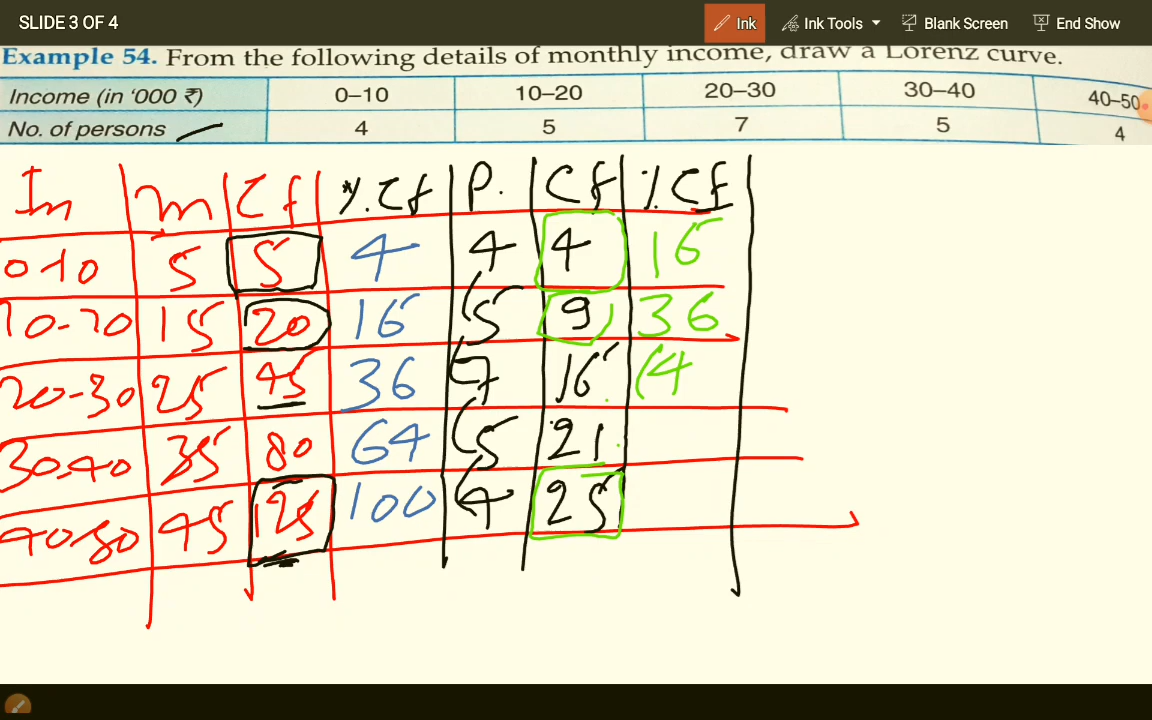 SLIDE 3 OF 4 Ink Ink Tools Blank Screen End Show
Example 54. From the following details of monthly income, draw a Lorenz curve.
Income (in '000 ₹) 0–10 10–20 20–30 30–40 40–50
No. of persons 4 5 7 5 4
In m Cf %.Cf P. Cf %Cf
0-10 5 5 4 4 4 16
10-20 15 20 16 5 9 36
20-30 25 45 36 7 16 64
30-40 35 80 64 5 21
40-50 45 125 100 4 25